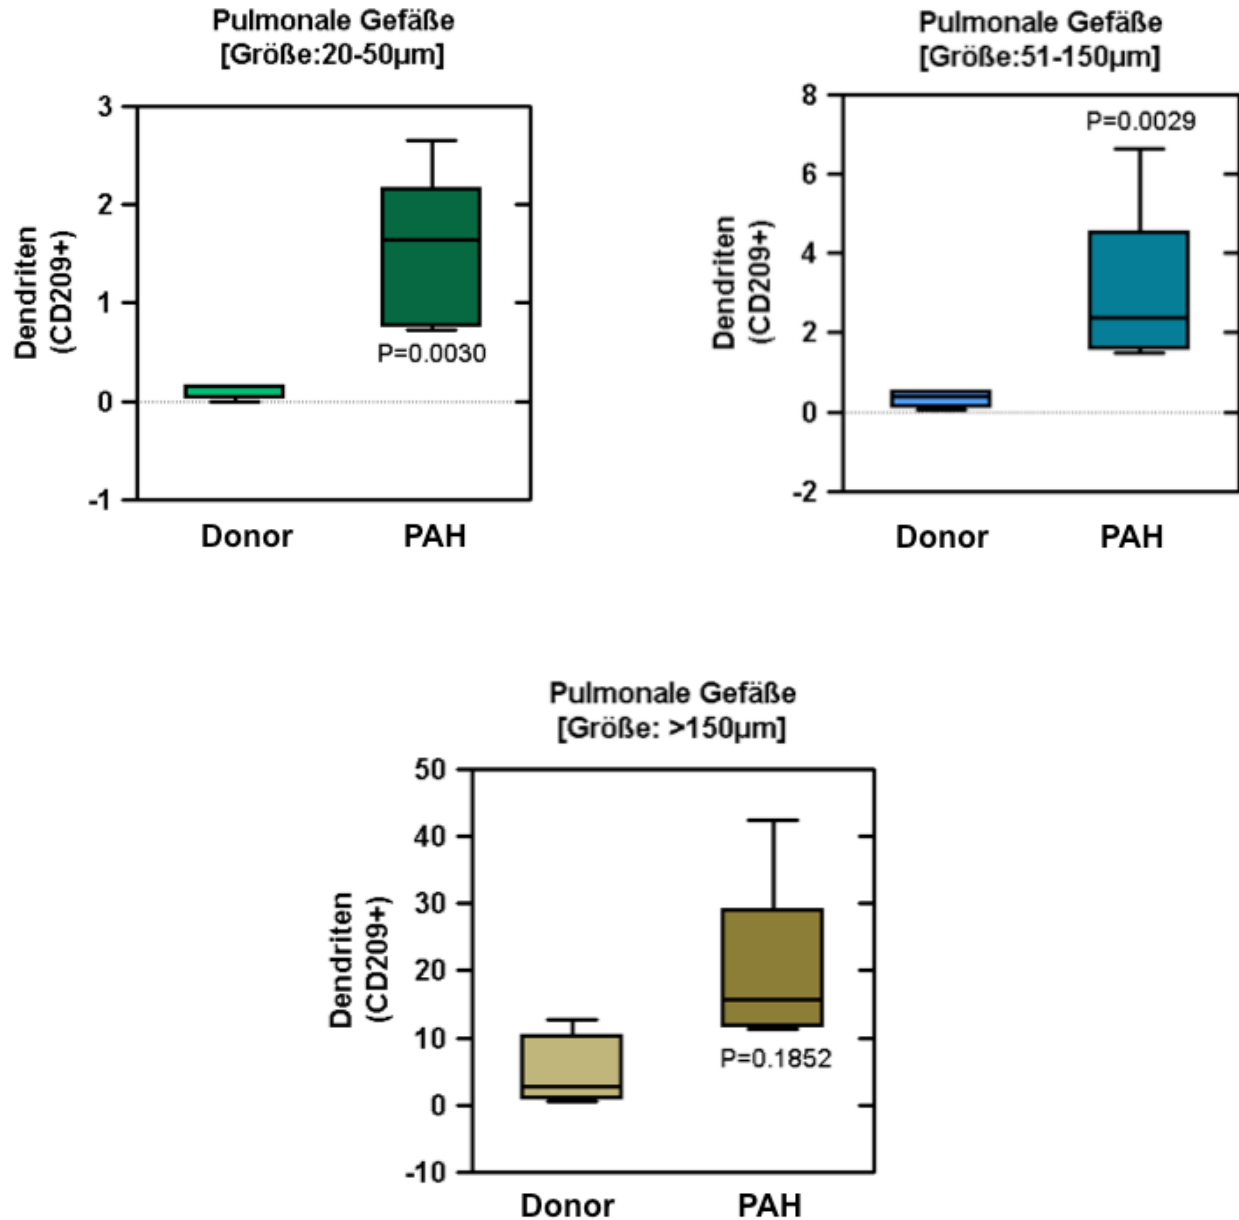 Pulmonale Gefäße
[Größe:20-50µm]
3
2
1
0
-1
Dendriten
(CD209+)
P=0.0030
Donor PAH
Pulmonale Gefäße
[Größe:51-150µm]
8
6
4
2
0
-2
Dendriten
(CD209+)
P=0.0029
Donor PAH
Pulmonale Gefäße
[Größe: >150µm]
50
40
30
20
10
0
-10
Dendriten
(CD209+)
P=0.1852
Donor PAH